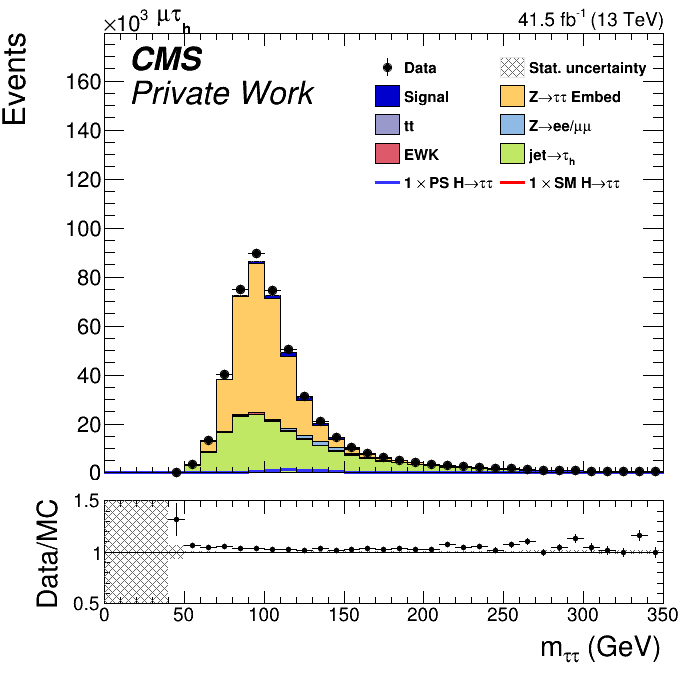 ×10³ μτh
41.5 fb⁻¹ (13 TeV)
CMS
Private Work
Events
160
140
120
100
80
60
40
20
0
Data
Stat. uncertainty
Signal
Z→ττ Embed
tt
Z→ee/μμ
EWK
jet→τh
1 × PS H→ττ
1 × SM H→ττ
Data/MC
1.5
1
0.5
0 50 100 150 200 250 300 350
mττ (GeV)